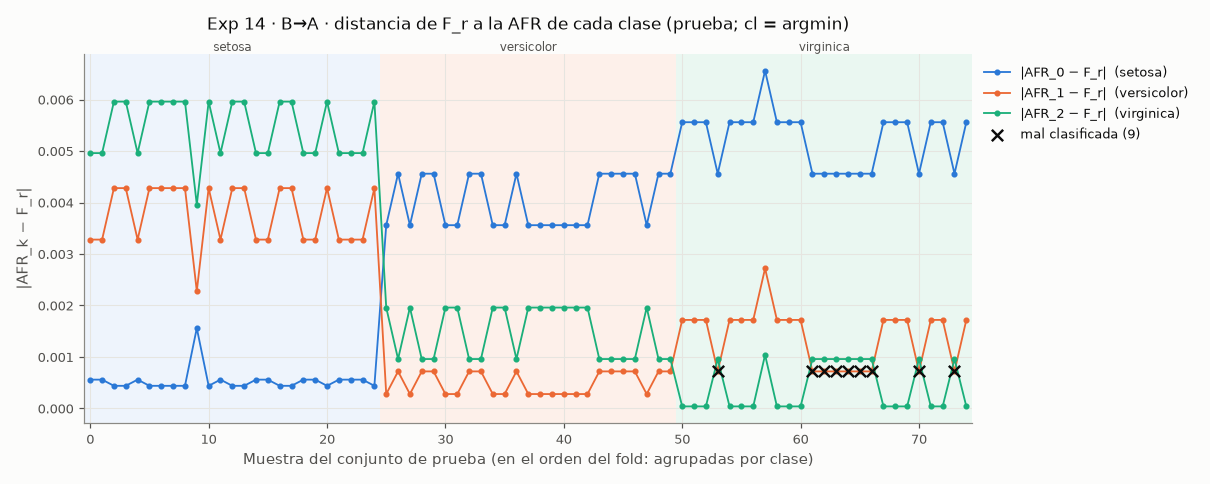 Exp 14 · B→A · distancia de F_r a la AFR de cada clase (prueba; cl = argmin)
setosa versicolor virginica
|AFR_0 − F_r| (setosa)
|AFR_1 − F_r| (versicolor)
|AFR_2 − F_r| (virginica)
mal clasificada (9)
|AFR_k − F_r|
0.006
0.005
0.004
0.003
0.002
0.001
0.000
0 10 20 30 40 50 60 70
Muestra del conjunto de prueba (en el orden del fold: agrupadas por clase)